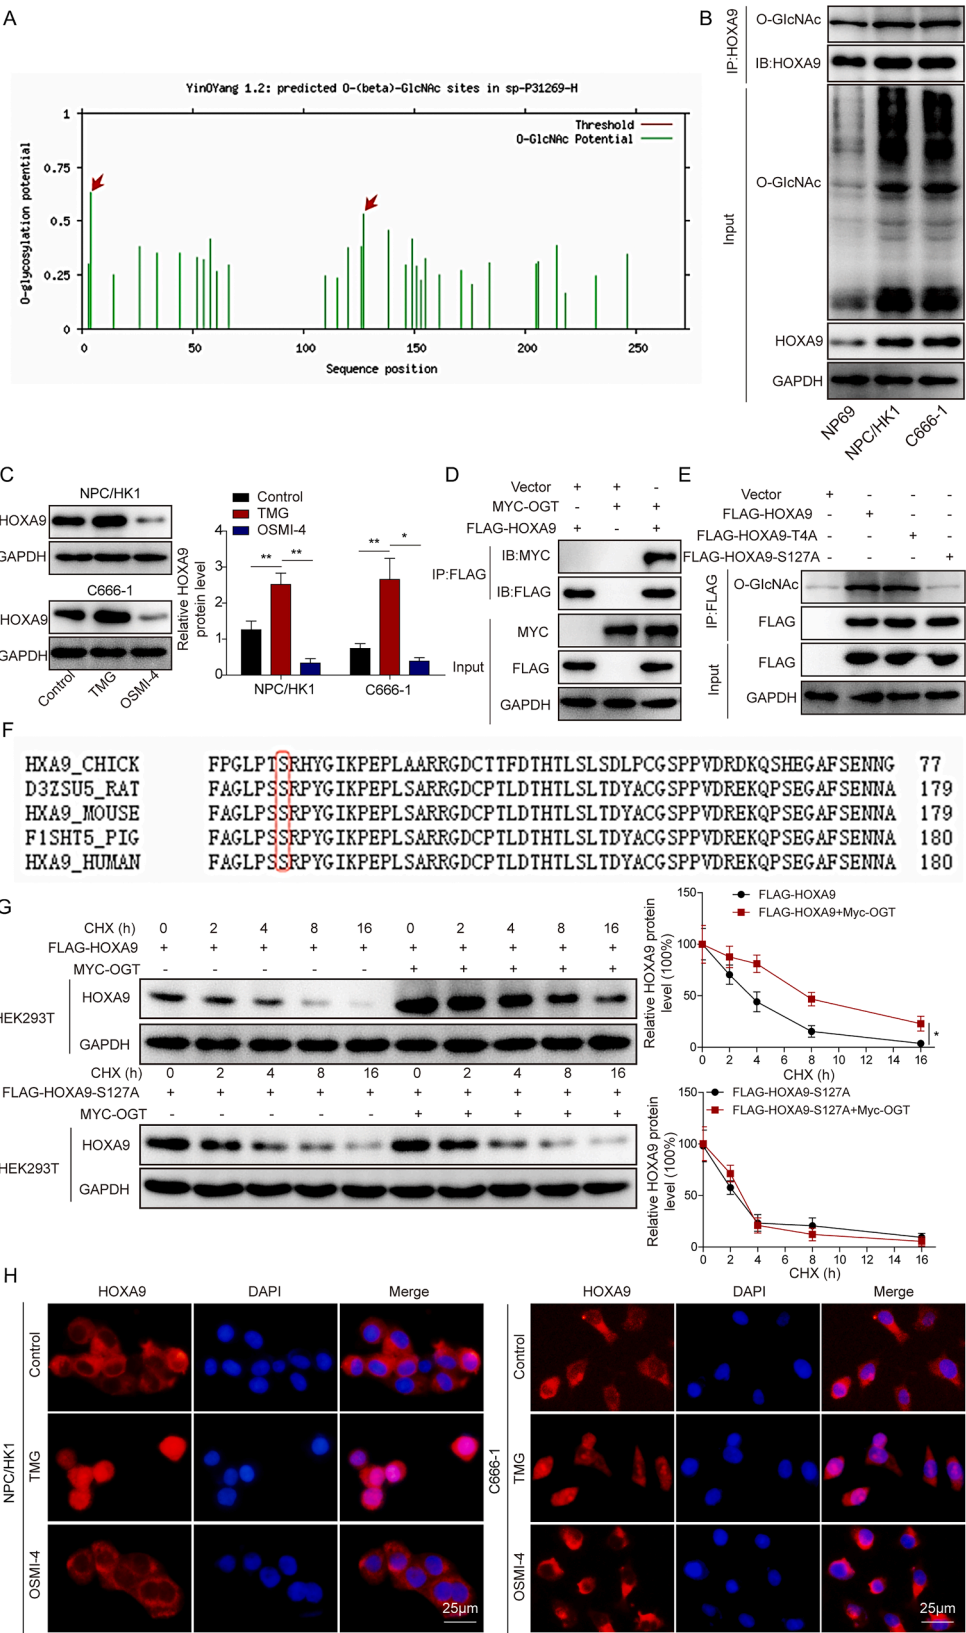 A
YinOYang 1.2: predicted O-(beta)-GlcNAc sites in sp-P31269-H
Threshold
O-GlcNAc Potential
O-glycosylation potential
1
0.75
0.5
0.25
0
0 50 100 150 200 250
Sequence position
B
IP:HOXA9
O-GlcNAc
IB:HOXA9
Input
O-GlcNAc
HOXA9
GAPDH
NP69 NPC/HK1 C666-1
C
NPC/HK1
HOXA9
GAPDH
C666-1
HOXA9
GAPDH
Control TMG OSMI-4
Control
TMG
OSMI-4
Relative HOXA9 protein level
4
3
2
1
0
** ** ** *
NPC/HK1 C666-1
D
Vector + + -
MYC-OGT - + +
FLAG-HOXA9 + - +
IP:FLAG
IB:MYC
IB:FLAG
Input
MYC
FLAG
GAPDH
E
Vector + - - -
FLAG-HOXA9 - + - -
FLAG-HOXA9-T4A - - + -
FLAG-HOXA9-S127A - - - +
IP:FLAG
O-GlcNAc
FLAG
Input
FLAG
GAPDH
F
HXA9_CHICK FPGLPTSRHYGIKPEPLAARRGDCTTFDTHTLSLSDLPCGSPPVDRDKQSHEGAFSENNG 77
D3ZSU5_RAT FAGLPSSRPYGIKPEPLSARRGDCPTLDTHTLSLTDYACGSPPVDREKQPSEGAFSENNA 179
HXA9_MOUSE FAGLPSSRPYGIKPEPLSARRGDCPTLDTHTLSLTDYACGSPPVDREKQPSEGAFSENNA 179
F1SHT5_PIG FAGLPSSRPYGIKPEPLSARRGDCPTLDTHTLSLTDYACGSPPVDREKQPSEGAFSENNA 180
HXA9_HUMAN FAGLPSSRPYGIKPEPLSARRGDCPTLDTHTLSLTDYACGSPPVDREKQPSEGAFSENNA 180
G
CHX (h) 0 2 4 8 16 0 2 4 8 16
FLAG-HOXA9 + + + + + + + + + +
MYC-OGT - - - - - + + + + +
HEK293T
HOXA9
GAPDH
CHX (h) 0 2 4 8 16 0 2 4 8 16
FLAG-HOXA9-S127A + + + + + + + + + +
MYC-OGT - - - - - + + + + +
HEK293T
HOXA9
GAPDH
FLAG-HOXA9
FLAG-HOXA9+Myc-OGT
Relative HOXA9 protein level (100%)
150
100
50
0
*
0 2 4 6 8 10 12 14 16
CHX (h)
FLAG-HOXA9-S127A
FLAG-HOXA9-S127A+Myc-OGT
Relative HOXA9 protein level (100%)
150
100
50
0
0 2 4 6 8 10 12 14 16
CHX (h)
H
HOXA9 DAPI Merge
NPC/HK1
Control
TMG
OSMI-4
25μm
HOXA9 DAPI Merge
C666-1
Control
TMG
OSMI-4
25μm